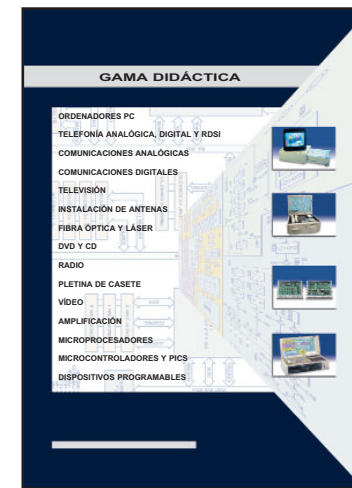 GAMA DIDÁCTICA
ORDENADORES PC
TELEFONÍA ANALÓGICA, DIGITAL Y RDSI
COMUNICACIONES ANALÓGICAS
COMUNICACIONES DIGITALES
TELEVISIÓN
INSTALACIÓN DE ANTENAS
FIBRA ÓPTICA Y LÁSER
DVD Y CD
RADIO
PLETINA DE CASETE
VÍDEO
AMPLIFICACIÓN
MICROPROCESADORES
MICROCONTROLADORES Y PICS
DISPOSITIVOS PROGRAMABLES